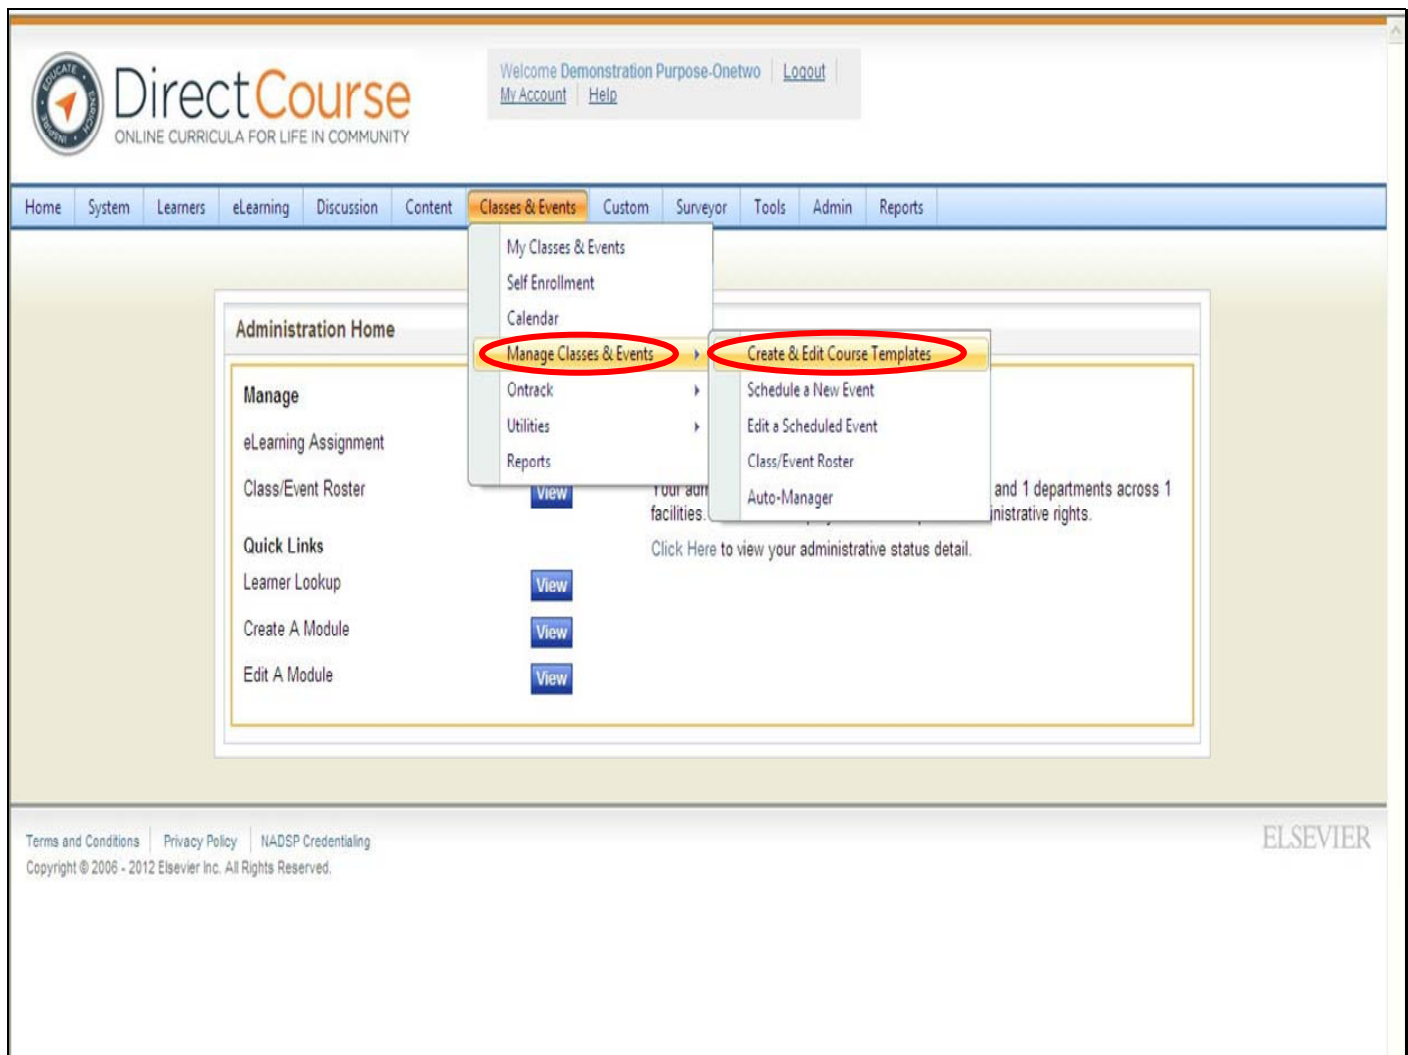 EDUCATE
ENRICH
INSPIRE
DirectCourse
ONLINE CURRICULA FOR LIFE IN COMMUNITY
Welcome Demonstration Purpose-Onetwo Logout
My Account Help
Home System Learners eLearning Discussion Content Classes & Events Custom Surveyor Tools Admin Reports
My Classes & Events
Self Enrollment
Calendar
Manage Classes & Events
Ontrack
Utilities
Reports
Create & Edit Course Templates
Schedule a New Event
Edit a Scheduled Event
Class/Event Roster
Auto-Manager
Administration Home
Manage
eLearning Assignment
Class/Event Roster View
Quick Links
Learner Lookup View
Create A Module View
Edit A Module View
Your and 1 departments across 1
facilities. rights.
Click Here to view your administrative status detail.
Terms and Conditions Privacy Policy NADSP Credentialing
Copyright © 2006 - 2012 Elsevier Inc. All Rights Reserved.
ELSEVIER